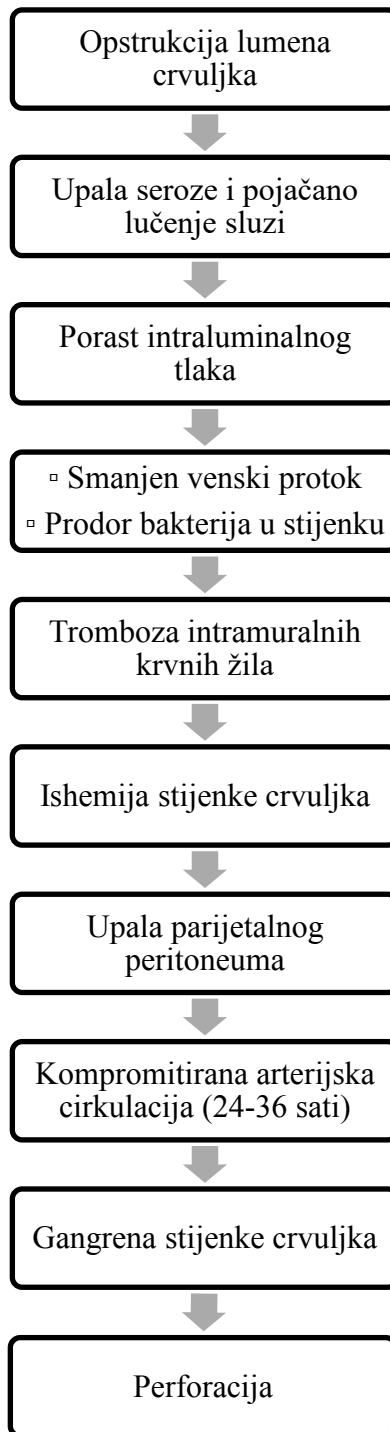 Opstrukcija lumena
crvuljka
Upala seroze i pojačano
lučenje sluzi
Porast intraluminalnog
tlaka
▫ Smanjen venski protok
▫ Prodor bakterija u stijenku
Tromboza intramuralnih
krvnih žila
Ishemija stijenke crvuljka
Upala parijetalnog
peritoneuma
Kompromitirana arterijska
cirkulacija (24-36 sati)
Gangrena stijenke crvuljka
Perforacija